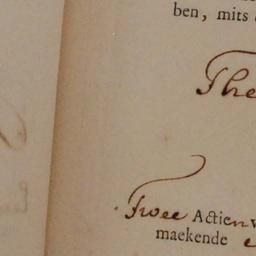 ben, mits
The
Twee Actien
maekende